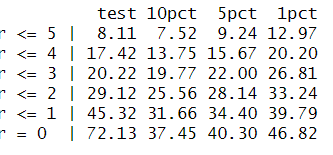 test 10pct 5pct 1pct
r <= 5 | 8.11 7.52 9.24 12.97
r <= 4 | 17.42 13.75 15.67 20.20
r <= 3 | 20.22 19.77 22.00 26.81
r <= 2 | 29.12 25.56 28.14 33.24
r <= 1 | 45.32 31.66 34.40 39.79
r = 0 | 72.13 37.45 40.30 46.82